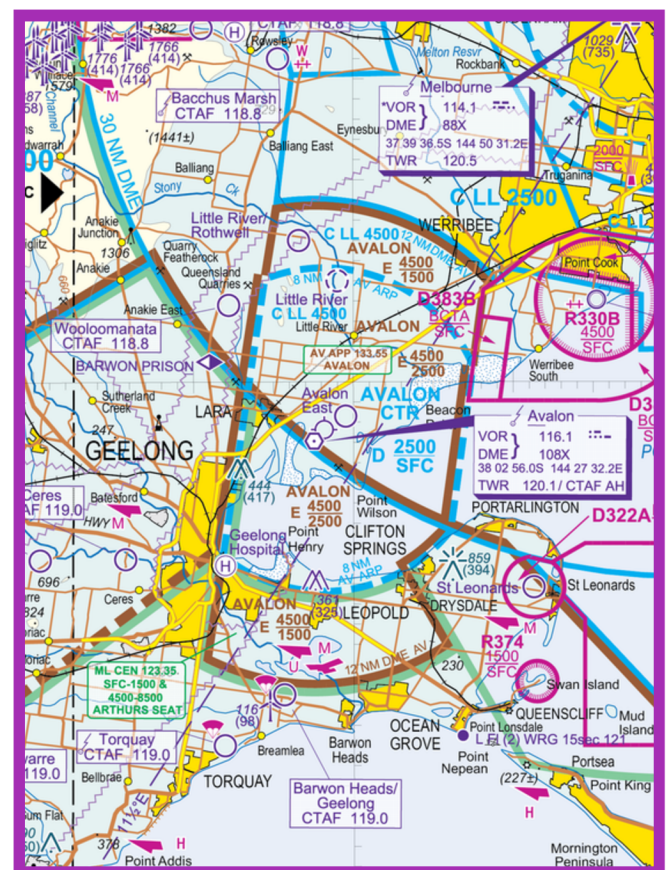 1382
CTAF 118.8
1766
(414)
1776
(414)
1766
(414)
1579
Rowsley
W
H
M
Channel
Melton Resvr
Rockbank
1029
(735)
Bacchus Marsh
CTAF 118.8
(1441±)
Balliang East
Balliang
Stony
Ck
30 NM DME
Melbourne
*VOR 114.1
DME 88X
37 39 36.5S 144 50 31.2E
TWR 120.5
2000
SFC
Truganina
C LL 2500
C LL
WERRIBEE
Little River/
Rothwell
C LL 4500
12 NM DME AV
AVALON
E 4500
1500
Anakie
Junction
1306
Anakie
Quarry
Featherock
Queensland
Quarries
8 NM
AV ARP
Little River
C LL 4500
Little River
AVALON
E 4500
2500
D383B
BCTA
SFC
Point Cook
R330B
4500
SFC
Werribee
South
Anakie East
Wooloomanata
CTAF 118.8
BARWON PRISON
AV APP 133.55
AVALON
Sutherland
Creek
247
LARA
Avalon
East
AVALON
CTR
Beacon
D 2500
SFC
GEELONG
Avalon
VOR 116.1
DME 108X
38 02 56.0S 144 27 32.2E
TWR 120.1/ CTAF AH
Batesford
HWY
M
444
(417)
AVALON
E 4500
2500
Point
Wilson
PORTARLINGTON
D322A
Ceres
AF 119.0
Geelong
Hospital
H
Point
Henry
CLIFTON
SPRINGS
8 NM
AV ARP
859
(394)
St Leonards
St Leonards
696
Ceres
AVALON
E 4500
1500
361
(325)
LEOPOLD
DRYSDALE
M
R374
1500
SFC
M
U
12 NM DME AV
230
ML CEN 123.35
SFC-1500 &
4500-8500
ARTHURS SEAT
116
(98)
Swan Island
QUEENSCLIFF
Mud
Island
Torquay
CTAF 119.0
Breamlea
Barwon
Heads
OCEAN
GROVE
Point Lonsdale
L Fl (2) WRG 15sec 121
Point
Nepean
Portsea
Point King
(227±)
119.0
Bellbrae
TORQUAY
Barwon Heads/
Geelong
CTAF 119.0
11½°E
378
H
Point Addis
H
Mornington
Peninsula